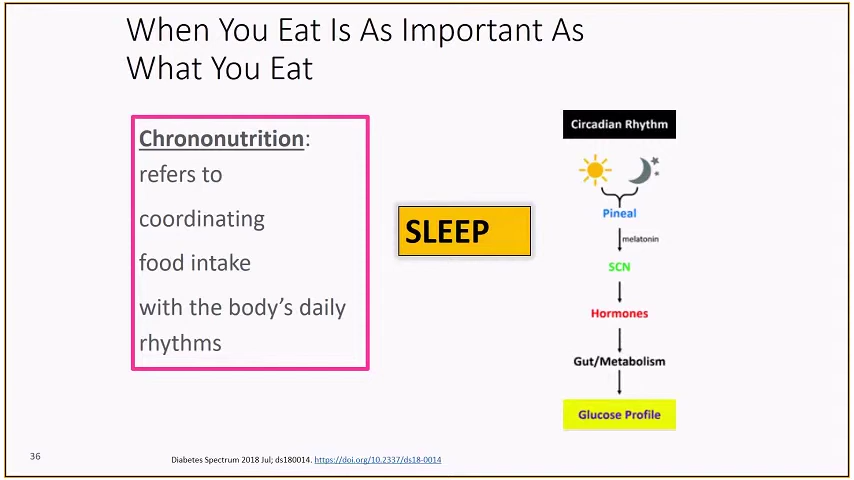 When You Eat Is As Important As
What You Eat
Chrononutrition:
refers to
coordinating
food intake
with the body’s daily
rhythms
SLEEP
Circadian Rhythm
Pineal
melatonin
SCN
Hormones
Gut/Metabolism
Glucose Profile
36
Diabetes Spectrum 2018 Jul; ds180014. https://doi.org/10.2337/ds18-0014